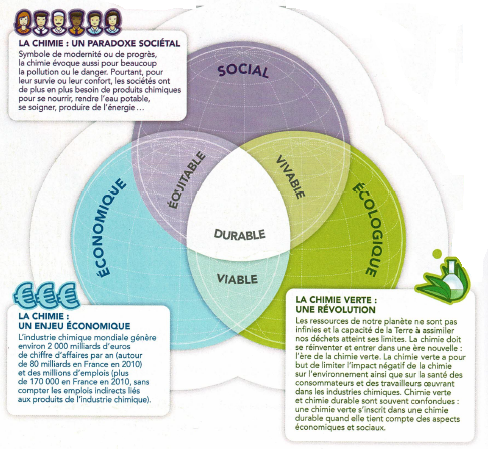 LA CHIMIE : UN PARADOXE SOCIÉTAL
Symbole de modernité ou de progrès,
la chimie évoque aussi pour beaucoup
la pollution ou le danger. Pourtant, pour
leur survie ou leur confort, les sociétés ont
de plus en plus besoin de produits chimiques
pour se nourrir, rendre l'eau potable,
se soigner, produire de l'énergie ...
SOCIAL
ÉQUITABLE
VIVABLE
ÉCONOMIQUE
ÉCOLOGIQUE
DURABLE
VIABLE
€€€
LA CHIMIE :
UN ENJEU ÉCONOMIQUE
L'industrie chimique mondiale génère
environ 2 000 milliards d'euros
de chiffre d'affaires par an (autour
de 80 milliards en France en 2010)
et des millions d'emplois (plus
de 170 000 en France en 2010, sans
compter les emplois indirects liés
aux produits de l'industrie chimique).
LA CHIMIE VERTE :
UNE RÉVOLUTION
Les ressources de notre planète ne sont pas
infinies et la capacité de la Terre à assimiler
nos déchets atteint ses limites. La chimie doit
se réinventer et entrer dans une ère nouvelle :
l'ère de la chimie verte. La chimie verte a pour
but de limiter l'impact négatif de la chimie
sur l'environnement ainsi que sur la santé des
consommateurs et des travailleurs œuvrant
dans les industries chimiques. Chimie verte
et chimie durable sont souvent confondues :
une chimie verte s'inscrit dans une chimie
durable quand elle tient compte des aspects
économiques et sociaux.